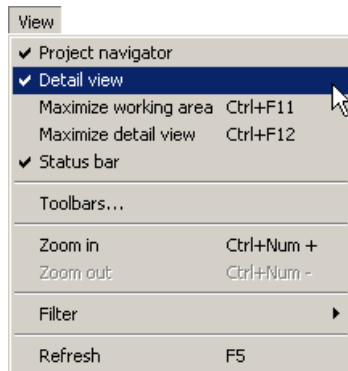 View
Project navigator
Detail view
Maximize working area Ctrl+F11
Maximize detail view Ctrl+F12
Status bar
Toolbars...
Zoom in Ctrl+Num +
Zoom out Ctrl+Num -
Filter
Refresh F5